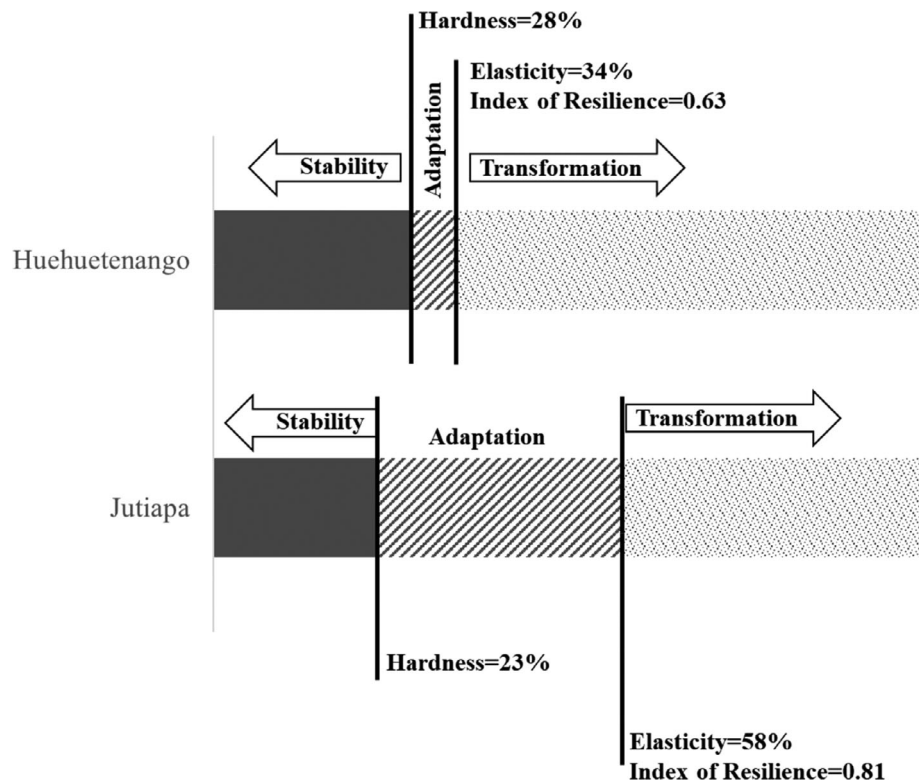 Hardness=28%
Elasticity=34%
Index of Resilience=0.63
Adaptation
Stability
Transformation
Huehuetenango
Stability
Adaptation
Transformation
Jutiapa
Hardness=23%
Elasticity=58%
Index of Resilience=0.81